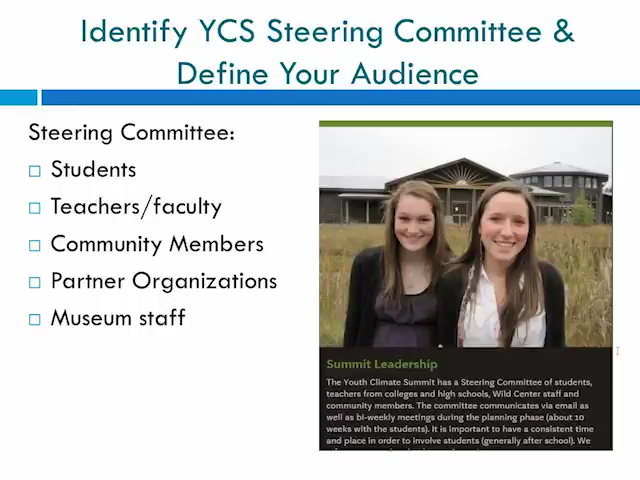 Identify YCS Steering Committee &
Define Your Audience
Steering Committee:
Students
Teachers/faculty
Community Members
Partner Organizations
Museum staff
Summit Leadership
The Youth Climate Summit has a Steering Committee of students,
teachers from colleges and high schools, Wild Center staff and
community members. The committee communicates via email as
well as bi-weekly meetings during the planning phase (about 10
weeks with the students). It is important to have a consistent time
and place in order to involve students (generally after school). We